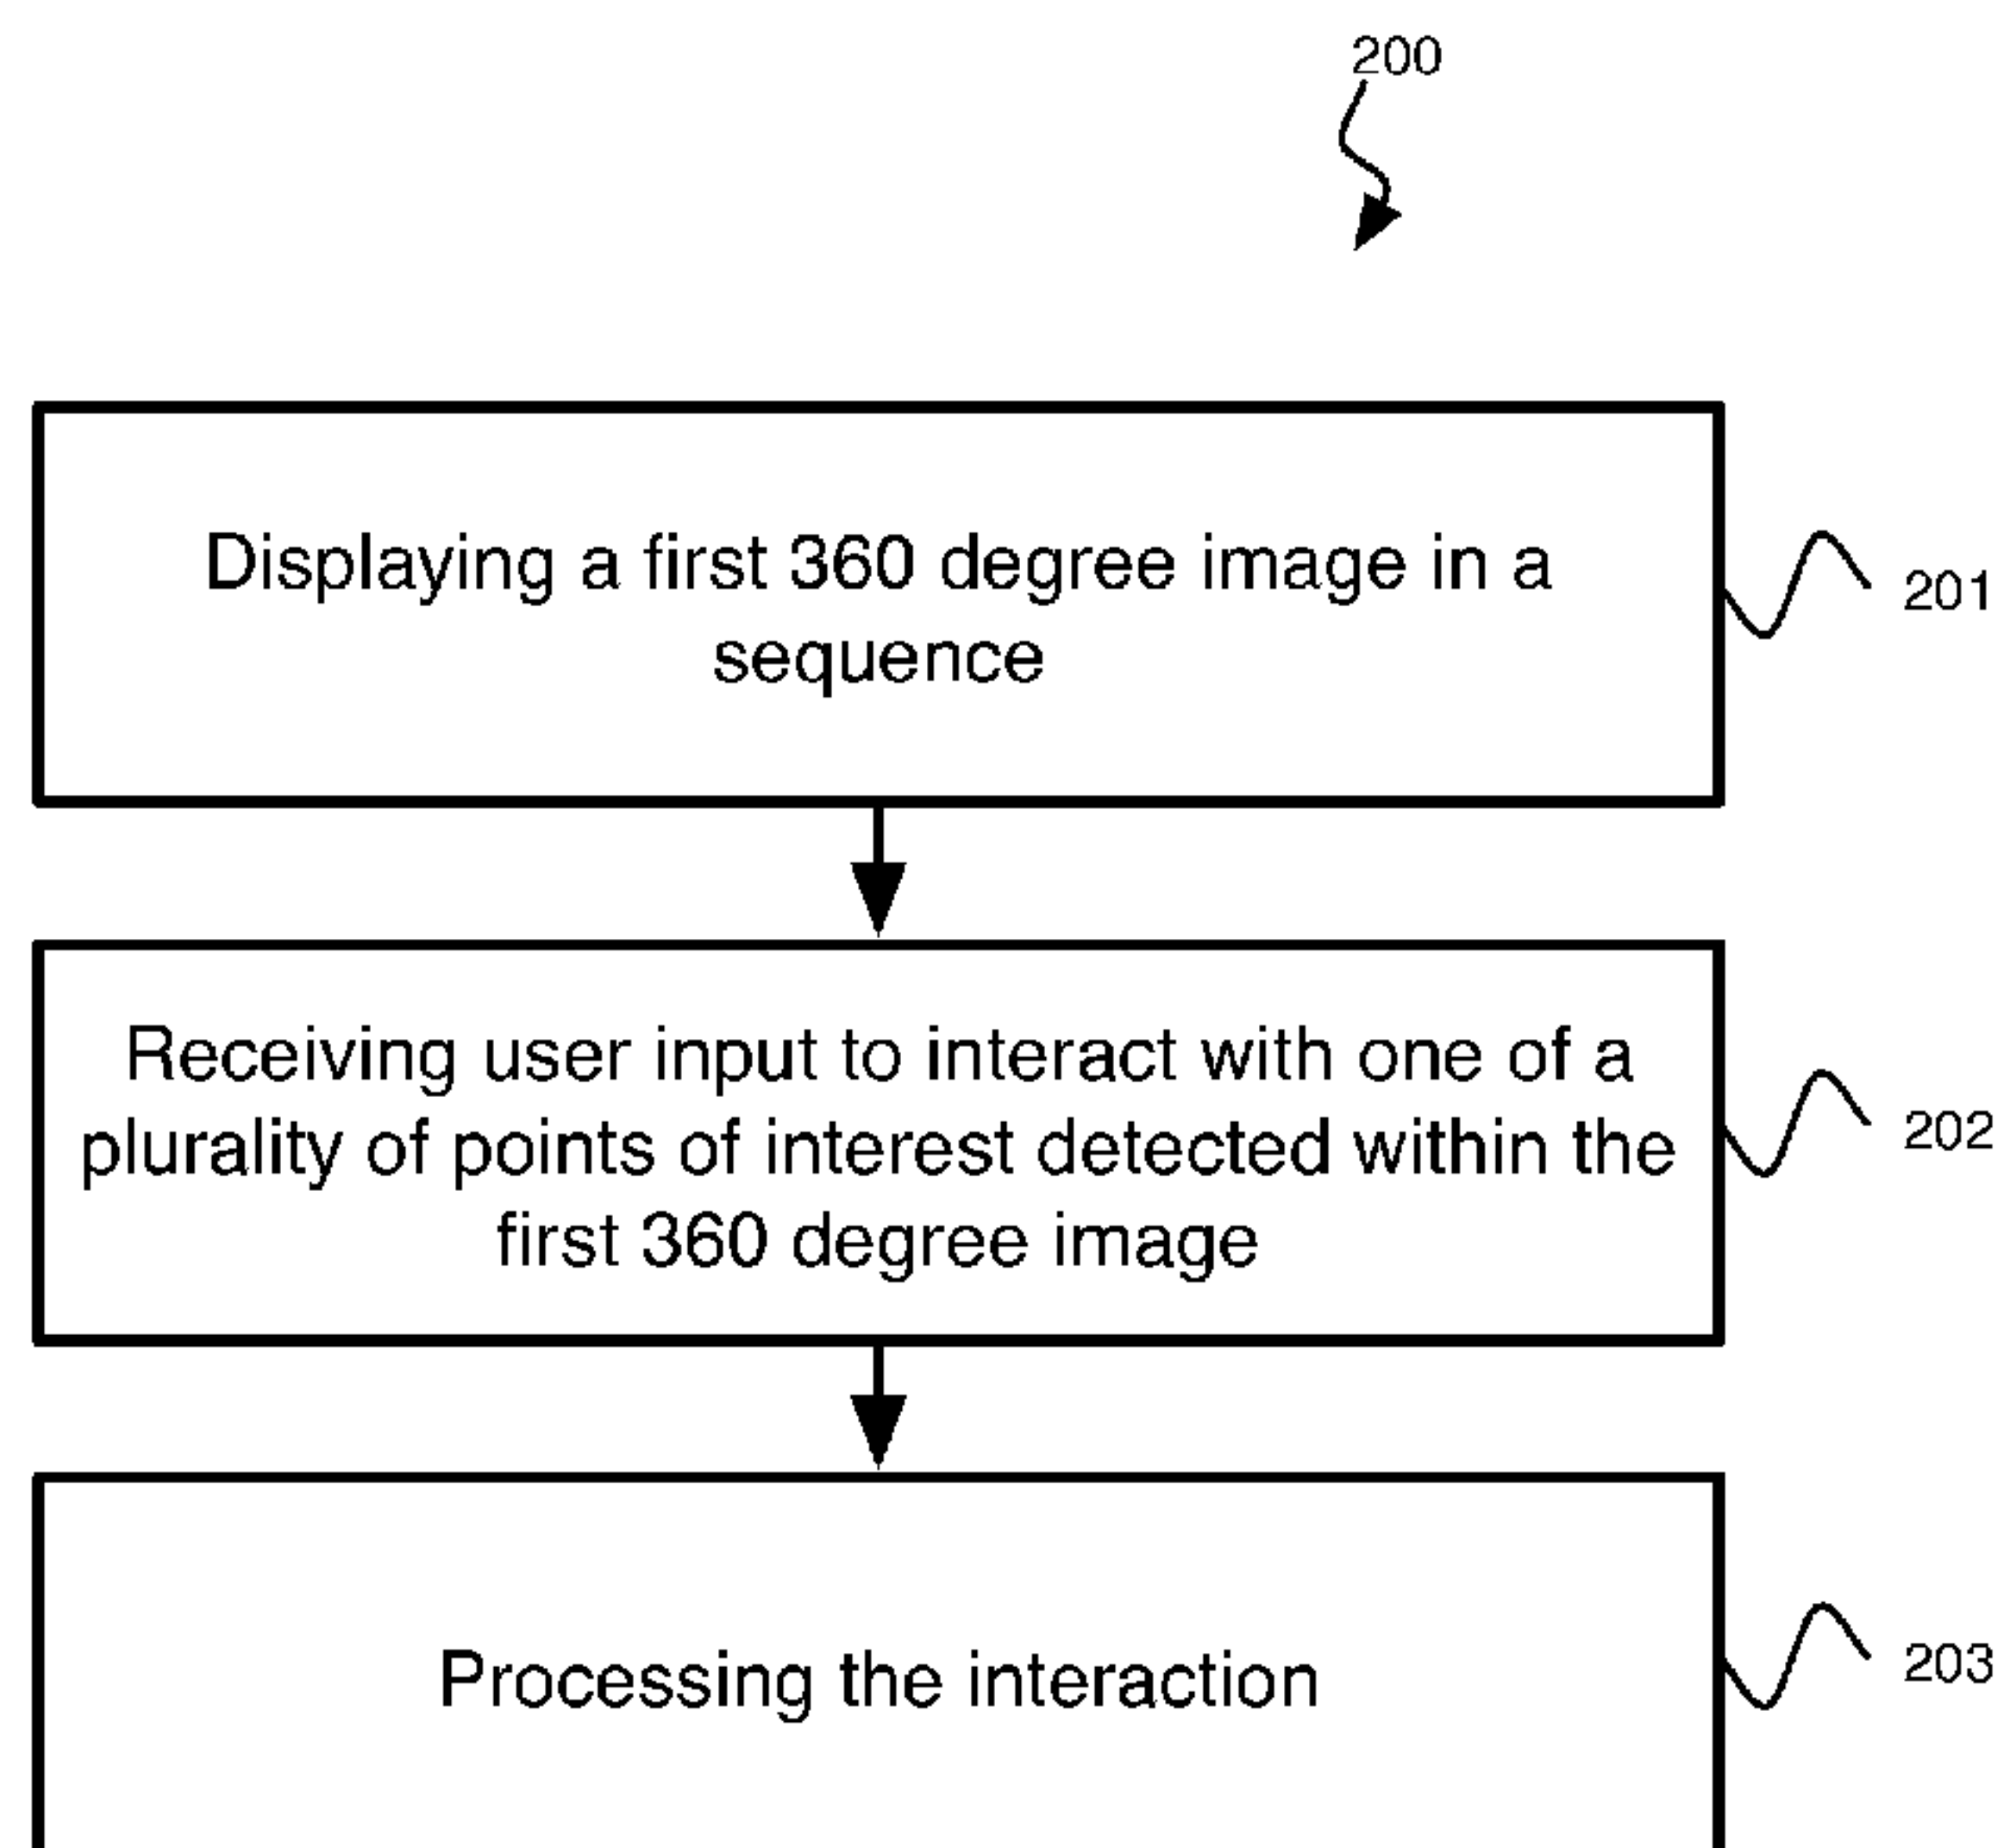 200
Displaying a first 360 degree image in a
sequence
201
Receiving user input to interact with one of a
plurality of points of interest detected within the
first 360 degree image
202
Processing the interaction
203